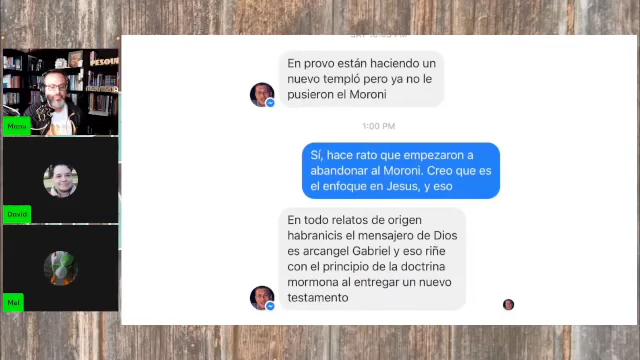 PESQU
En provo están haciendo un
nuevo templó pero ya no le
pusieron el Moroni
1:00 PM
Sí, hace rato que empezaron a
abandonar al Moroni. Creo que es
el enfoque en Jesus, y eso
En todo relatos de origen
habranicis el mensajero de Dios
es arcangel Gabriel y eso riñe
con el principio de la doctrina
mormona al entregar un nuevo
testamento
David
Mel